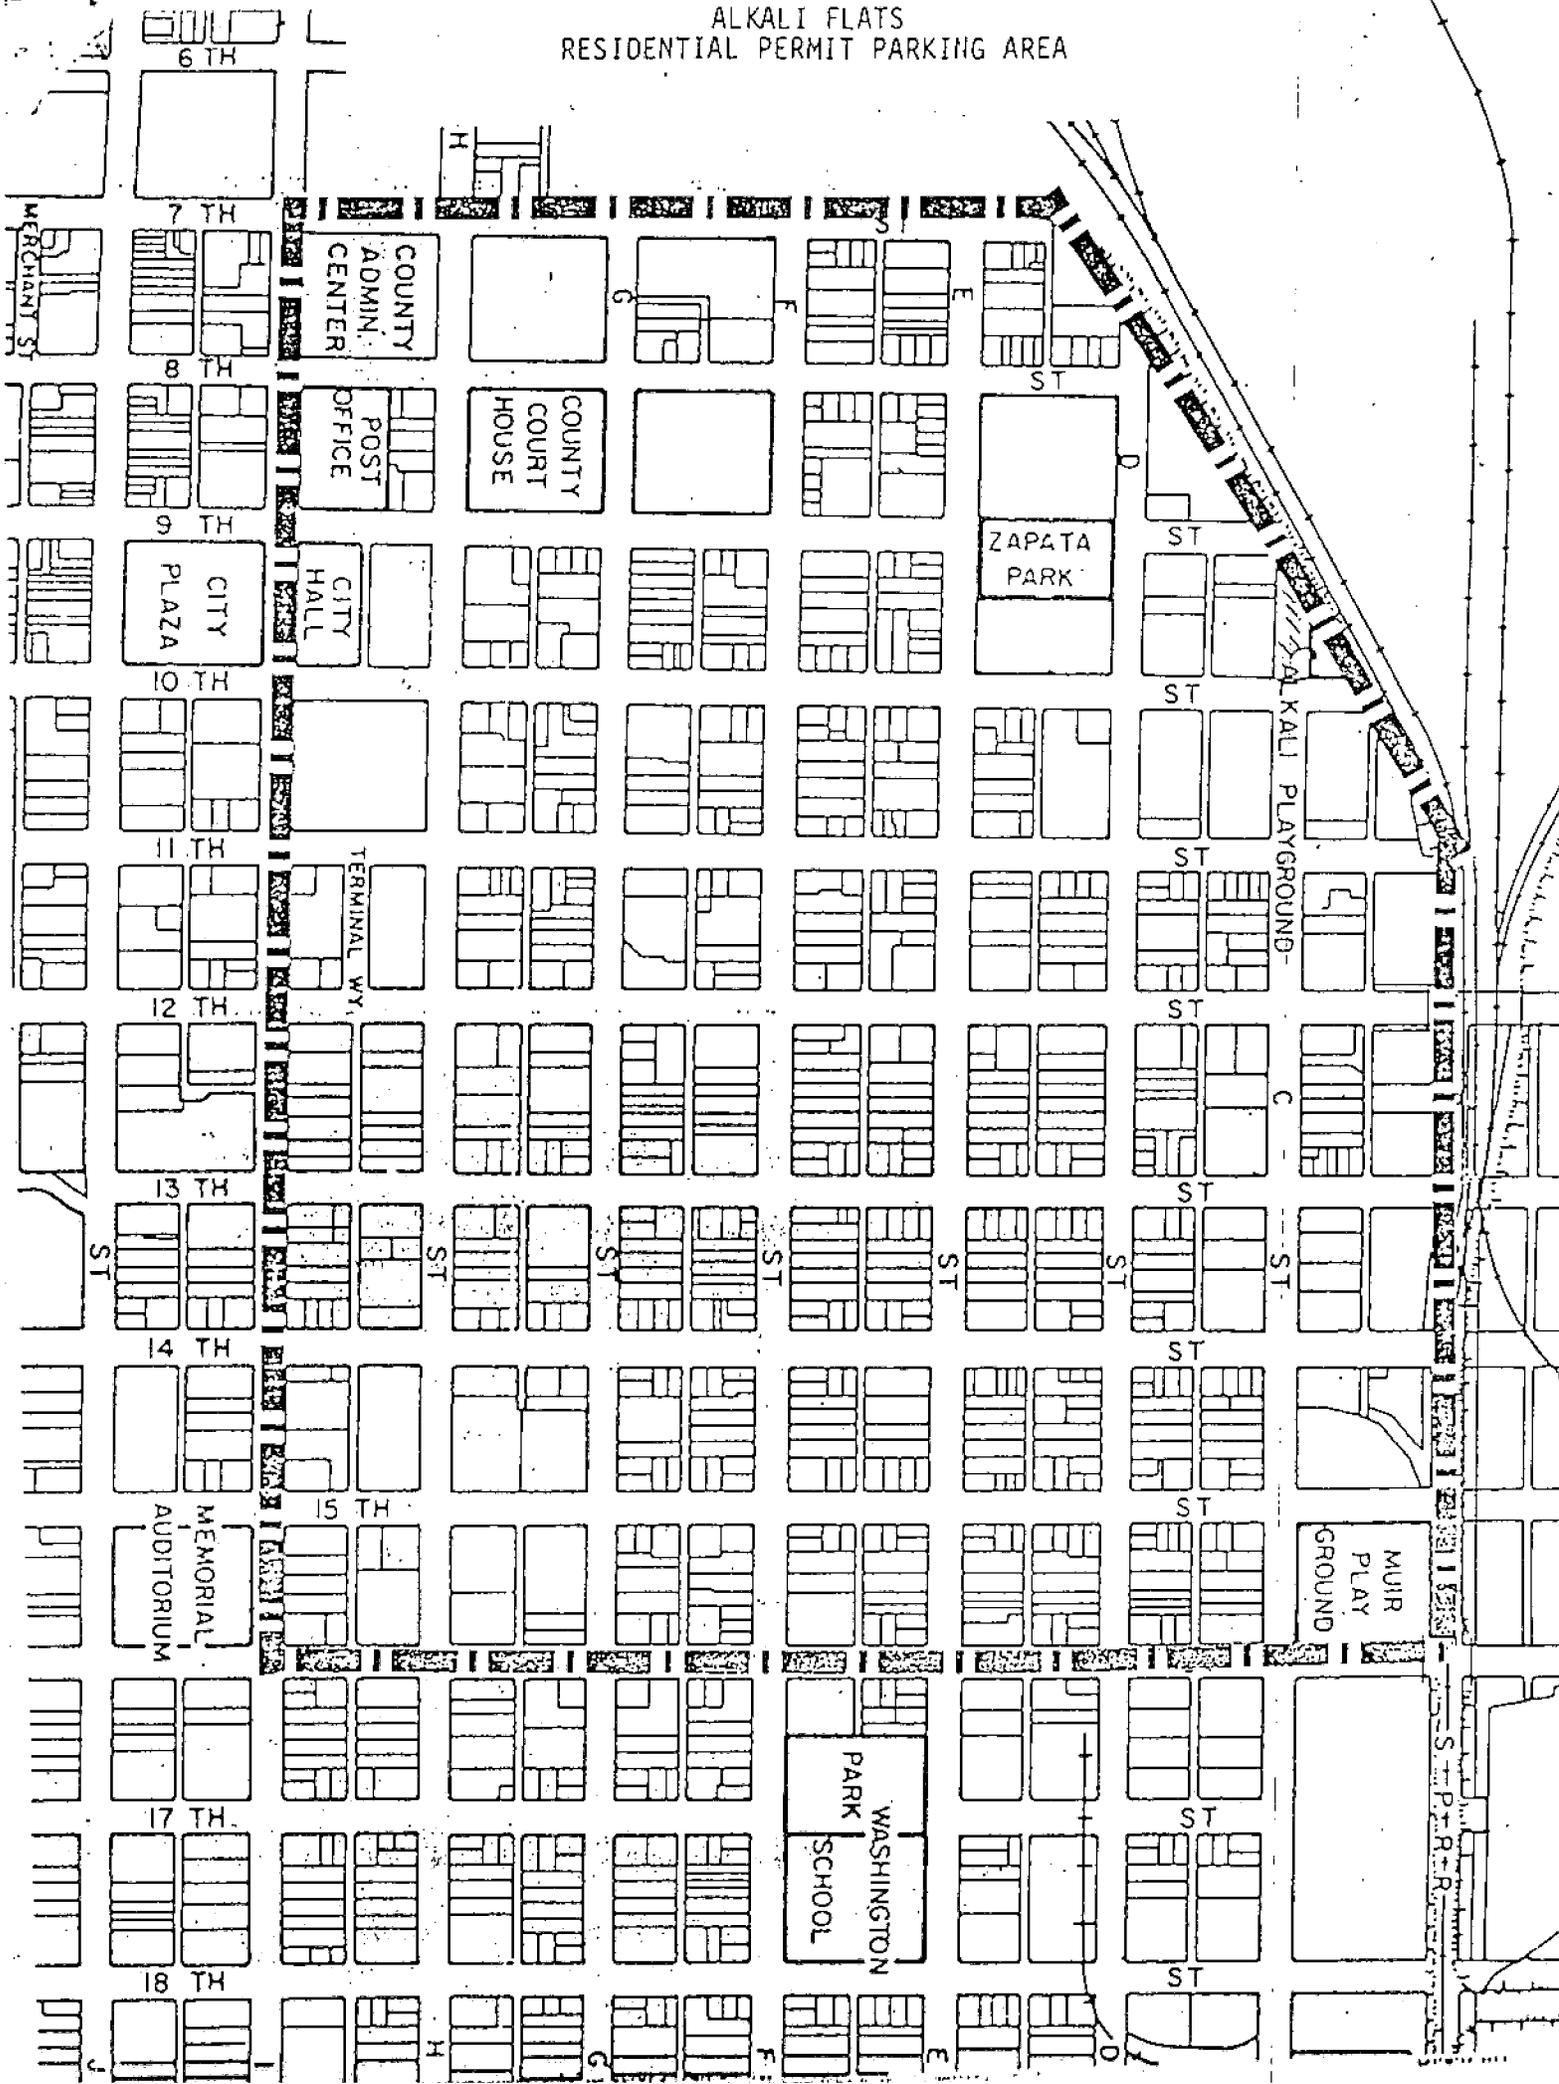 ALKALI FLATS
RESIDENTIAL PERMIT PARKING AREA
6 TH
H
7 TH
ST
MERCHANT ST
COUNTY
ADMIN.
CENTER
G
F
E
8 TH
ST
POST
OFFICE
COUNTY
COURT
HOUSE
D
9 TH
ST
CITY
PLAZA
CITY
HALL
ZAPATA
PARK
10 TH
ST
ALKALI PLAYGROUND
11 TH
ST
TERMINAL WY.
12 TH
ST
C
13 TH
ST
ST
ST
ST
ST
ST
ST
ST
14 TH
ST
15 TH
ST
MEMORIAL
AUDITORIUM
MUIR
PLAY
GROUND
S P R R
WASHINGTON
PARK
SCHOOL
17 TH
ST
18 TH
ST
J
I
H
G
F
E
D